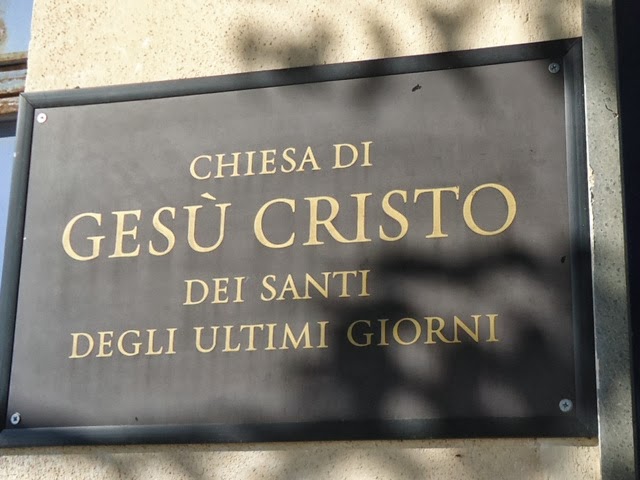 CHIESA DI
GESÙ CRISTO
DEI SANTI
DEGLI ULTIMI GIORNI